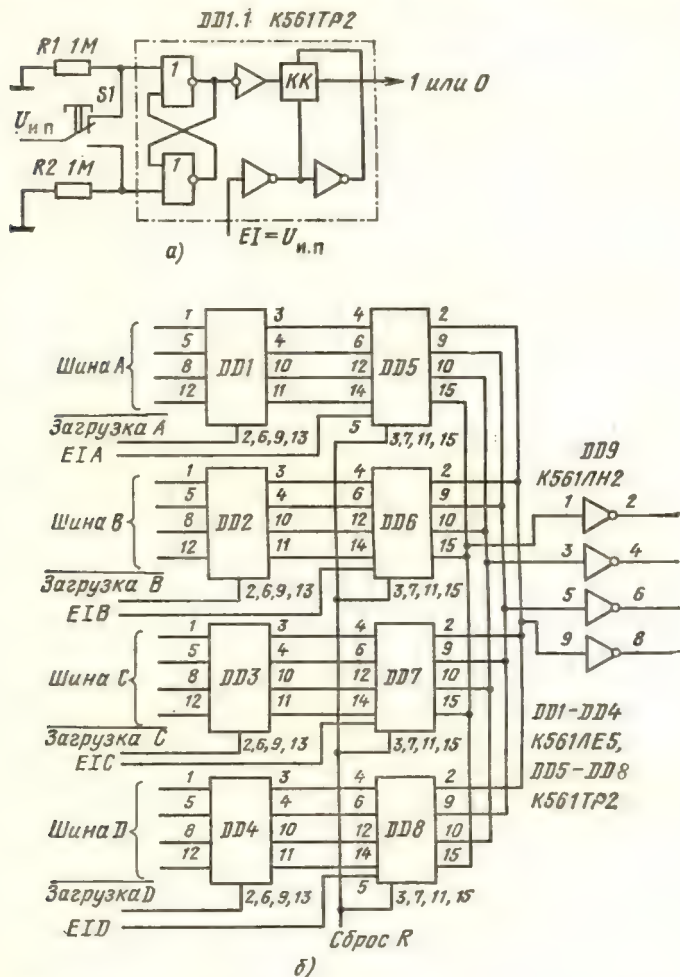 DD1.1 К561ТР2
R1 1М
S1
Uи.п
R2 1М
1
1
КК
1 или 0
EI=Uи.п
а)
Шина А
1
5
8
12
DD1
3
4
10
11
4
6
12
14
DD5
2
9
10
15
Загрузка А
2,6,9,13
5
3,7,11,15
EIA
DD9
К561ЛН2
Шина В
1
5
8
12
DD2
3
4
10
11
4
6
12
14
DD6
2
9
10
15
1
2
3
4
5
6
9
8
Загрузка В
2,6,9,13
3,7,11,15
EIB
Шина С
1
5
8
12
DD3
3
4
10
11
4
6
12
14
DD7
2
9
10
15
Загрузка С
2,6,9,13
3,7,11,15
EIC
DD1–DD4
К561ЛЕ5,
DD5–DD8
К561ТР2
Шина D
1
5
8
12
DD4
3
4
10
11
4
6
12
14
DD8
2
9
10
15
Загрузка D
2,6,9,13
5
3,7,11,15
EID
Сброс R
б)